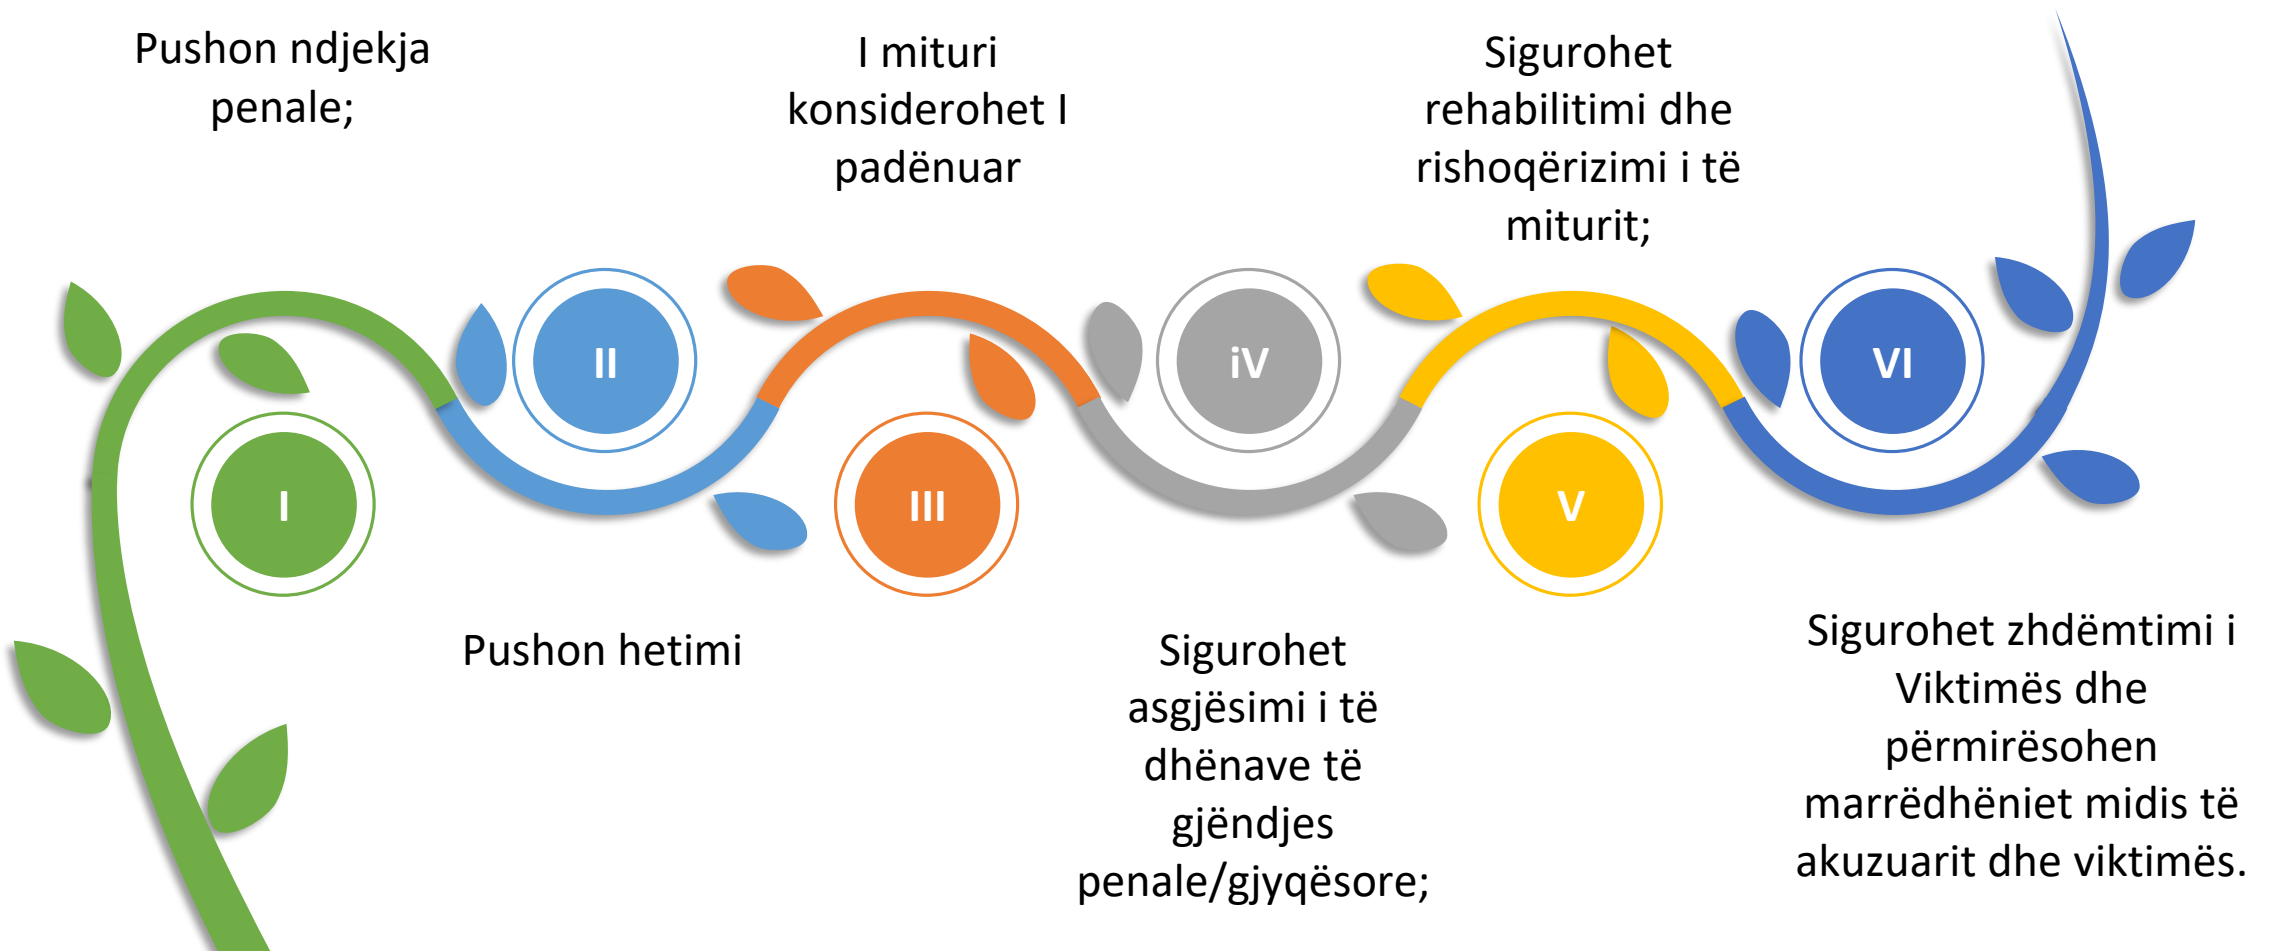 Pushon ndjekja
penale;
I
II
Pushon hetimi
I mituri
konsiderohet I
padënuar
III
iV
Sigurohet
asgjësimi i të
dhënave të
gjëndjes
penale/gjyqësore;
Sigurohet
rehabilitimi dhe
rishoqërizimi i të
miturit;
V
VI
Sigurohet zhdëmtimi i
Viktimës dhe
përmirësohen
marrëdhëniet midis të
akuzuarit dhe viktimës.